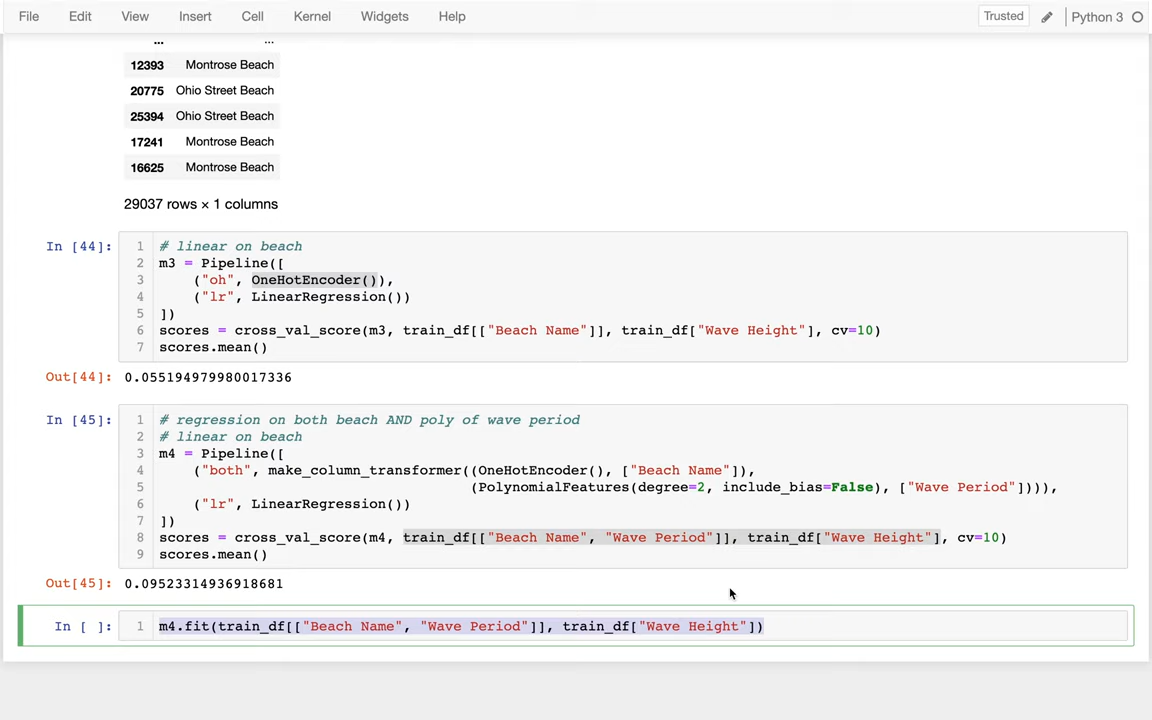 File Edit View Insert Cell Kernel Widgets Help Trusted Python 3
... ...
12393 Montrose Beach
20775 Ohio Street Beach
25394 Ohio Street Beach
17241 Montrose Beach
16625 Montrose Beach
29037 rows × 1 columns
In [44]: 1 # linear on beach
2 m3 = Pipeline([
3 ("oh", OneHotEncoder()),
4 ("lr", LinearRegression())
5 ])
6 scores = cross_val_score(m3, train_df[["Beach Name"]], train_df["Wave Height"], cv=10)
7 scores.mean()
Out[44]: 0.055194979980017336
In [45]: 1 # regression on both beach AND poly of wave period
2 # linear on beach
3 m4 = Pipeline([
4 ("both", make_column_transformer((OneHotEncoder(), ["Beach Name"]),
5 (PolynomialFeatures(degree=2, include_bias=False), ["Wave Period"]))),
6 ("lr", LinearRegression())
7 ])
8 scores = cross_val_score(m4, train_df[["Beach Name", "Wave Period"]], train_df["Wave Height"], cv=10)
9 scores.mean()
Out[45]: 0.09523314936918681
In [ ]: 1 m4.fit(train_df[["Beach Name", "Wave Period"]], train_df["Wave Height"])